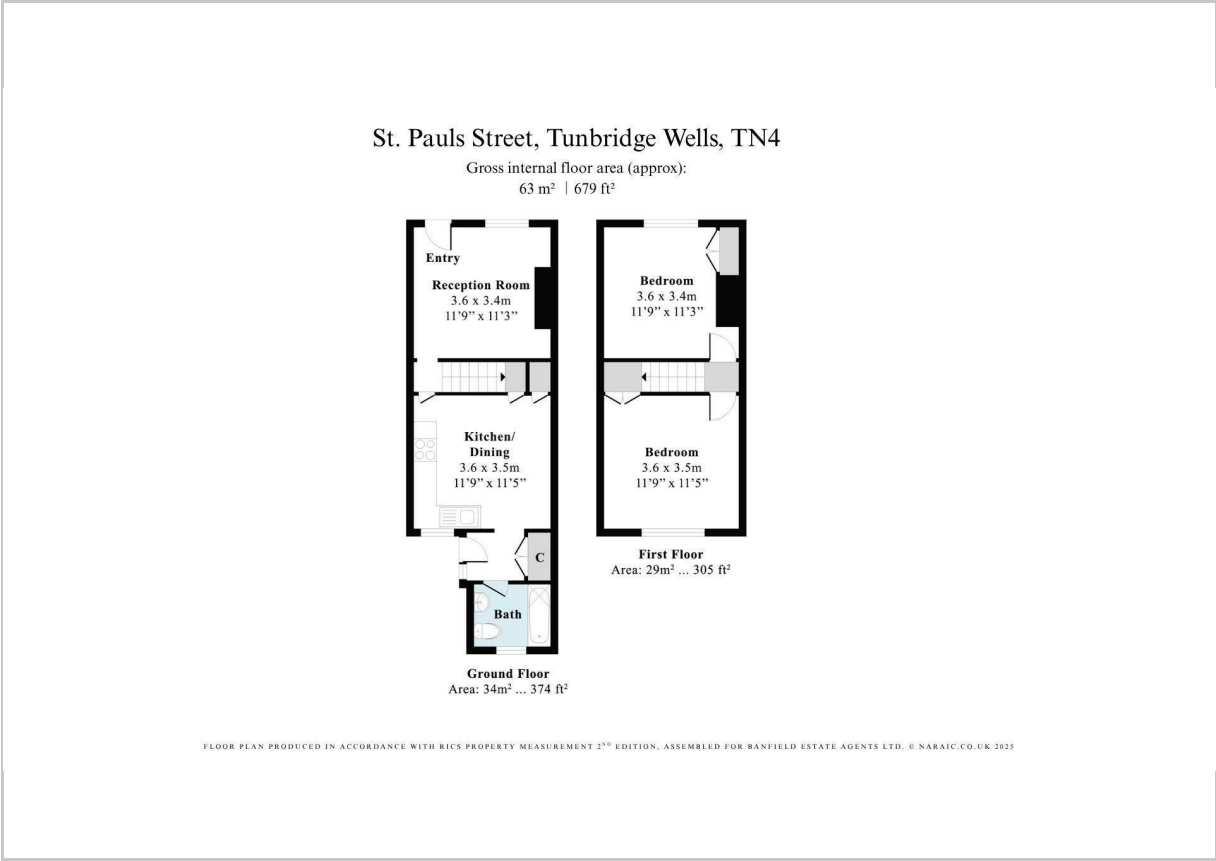 St. Pauls Street, Tunbridge Wells, TN4
Gross internal floor area (approx):
63 m² | 679 ft²
Entry
Reception Room
3.6 x 3.4m
11’9” x 11’3”
Kitchen/
Dining
3.6 x 3.5m
11’9” x 11’5”
C
Bath
Ground Floor
Area: 34m² ... 374 ft²
Bedroom
3.6 x 3.4m
11’9” x 11’3”
Bedroom
3.6 x 3.5m
11’9” x 11’5”
First Floor
Area: 29m² ... 305 ft²
FLOOR PLAN PRODUCED IN ACCORDANCE WITH RICS PROPERTY MEASUREMENT 2ᴺᴰ EDITION, ASSEMBLED FOR BANFIELD ESTATE AGENTS LTD. © NARAIC.CO.UK 2025